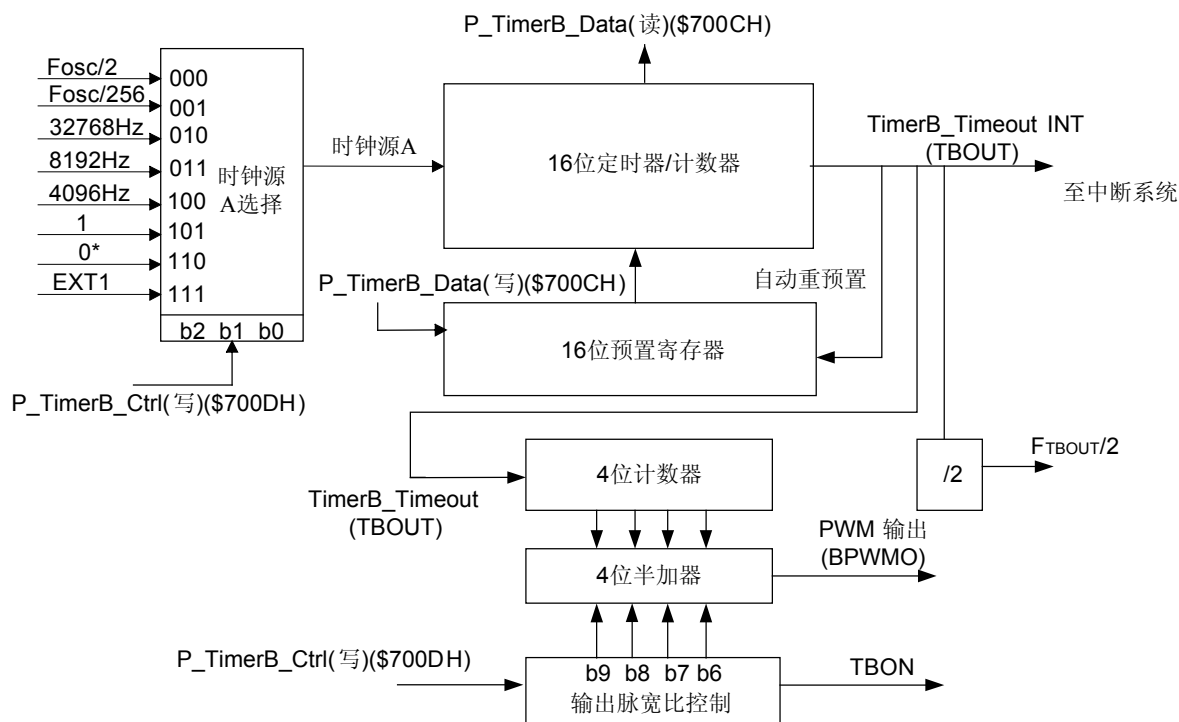 P_TimerB_Data(读)($700CH)
Fosc/2
000
Fosc/256
001
32768Hz
010
8192Hz
011
4096Hz
100
1
101
0*
110
EXT1
111
时钟源
A选择
b2 b1 b0
P_TimerB_Ctrl(写)($700DH)
时钟源A
16位定时器/计数器
TimerB_Timeout INT
(TBOUT)
至中断系统
自动重预置
P_TimerB_Data(写)($700CH)
16位预置寄存器
4位计数器
TimerB_Timeout
(TBOUT)
/2
FTBOUT/2
4位半加器
PWM 输出
(BPWMO)
P_TimerB_Ctrl(写)($700DH)
b9 b8 b7 b6
输出脉宽比控制
TBON